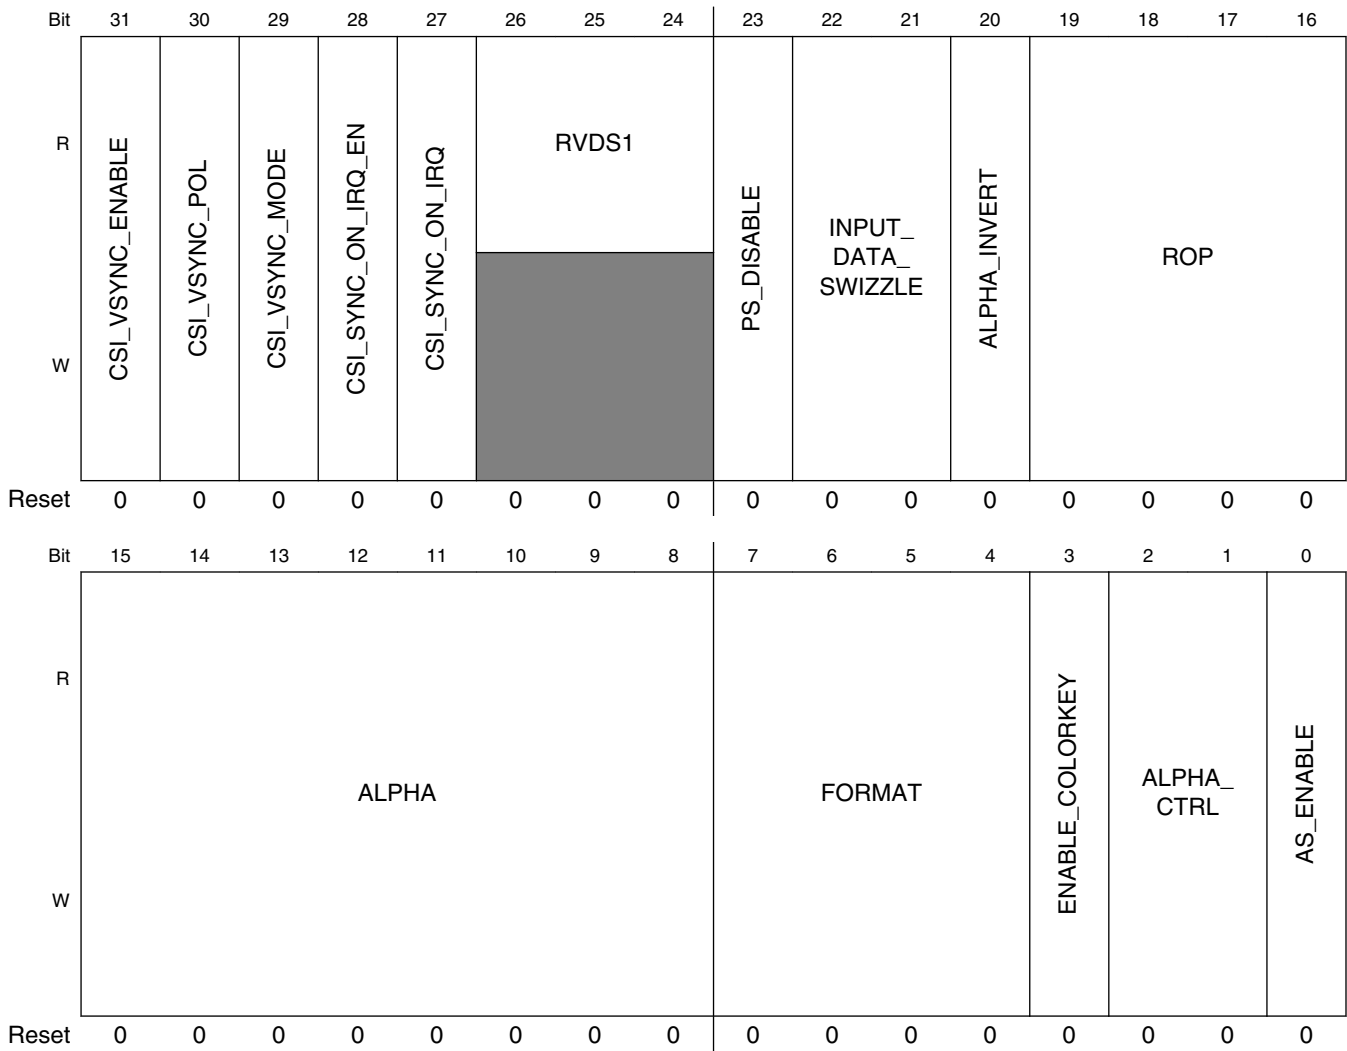 Bit 31 30 29 28 27 26 25 24 23 22 21 20 19 18 17 16
R
W
CSI_VSYNC_ENABLE
CSI_VSYNC_POL
CSI_VSYNC_MODE
CSI_SYNC_ON_IRQ_EN
CSI_SYNC_ON_IRQ
RVDS1
PS_DISABLE
INPUT_
DATA_
SWIZZLE
ALPHA_INVERT
ROP
Reset 0 0 0 0 0 0 0 0 0 0 0 0 0 0 0 0
Bit 15 14 13 12 11 10 9 8 7 6 5 4 3 2 1 0
R
W
ALPHA
FORMAT
ENABLE_COLORKEY
ALPHA_
CTRL
AS_ENABLE
Reset 0 0 0 0 0 0 0 0 0 0 0 0 0 0 0 0